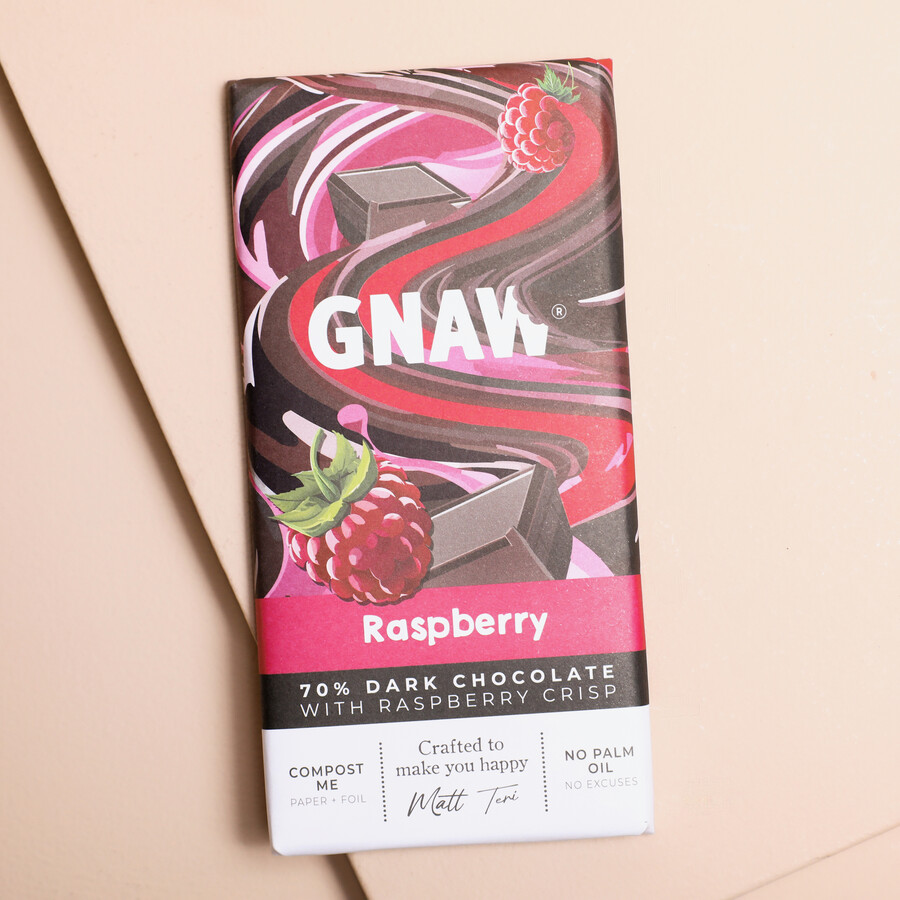 GNAW®
Raspberry
70% DARK CHOCOLATE
WITH RASPBERRY CRISP
COMPOST
ME
PAPER + FOIL
Crafted to
make you happy
Matt Teri
NO PALM
OIL
NO EXCUSES